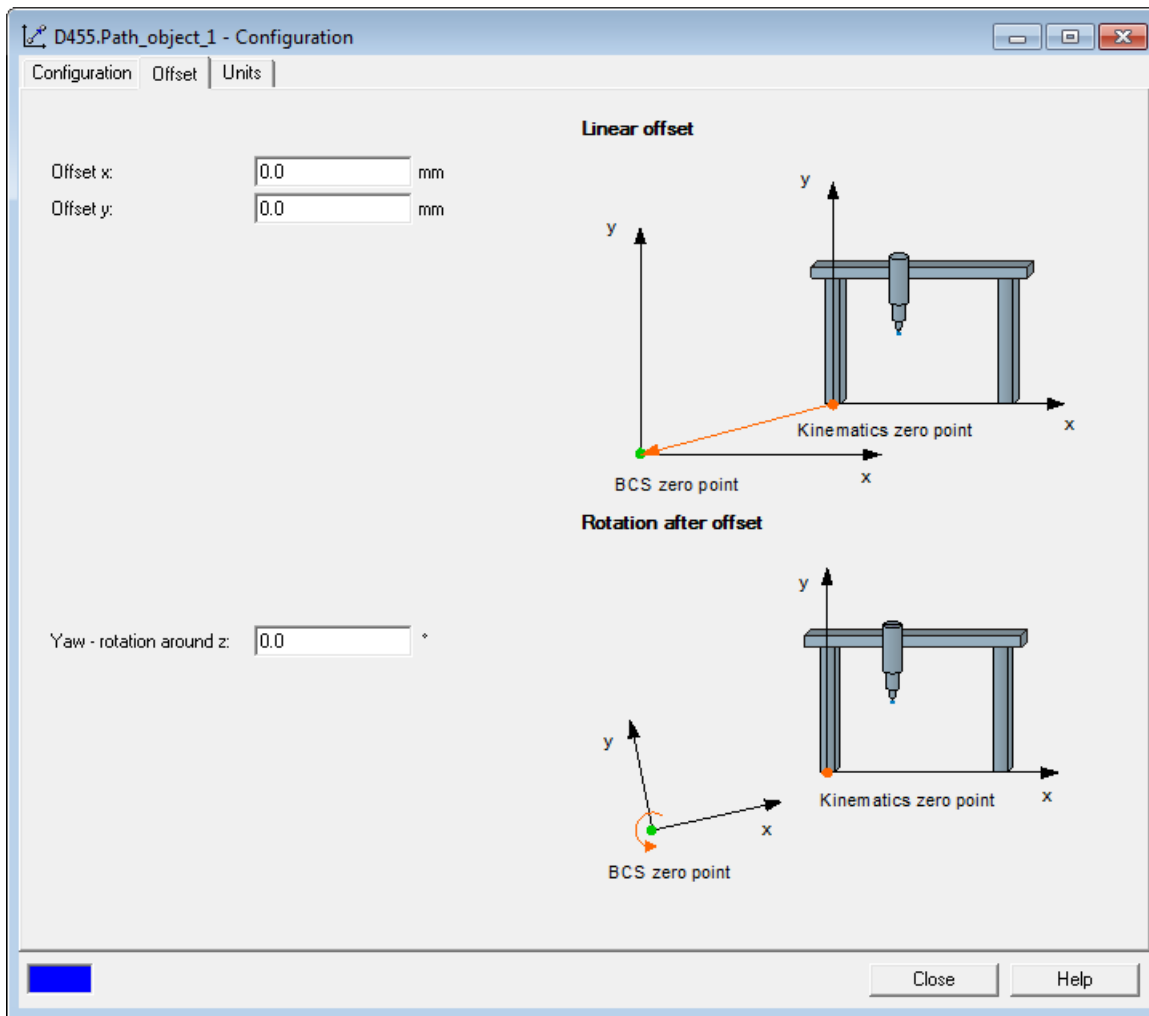 D455.Path_object_1 - Configuration
Configuration Offset Units
Linear offset
Offset x: 0.0 mm
Offset y: 0.0 mm
y
y
x
Kinematics zero point
x
BCS zero point
Rotation after offset
y
Yaw - rotation around z: 0.0 °
y
Kinematics zero point
x
x
BCS zero point
Close Help